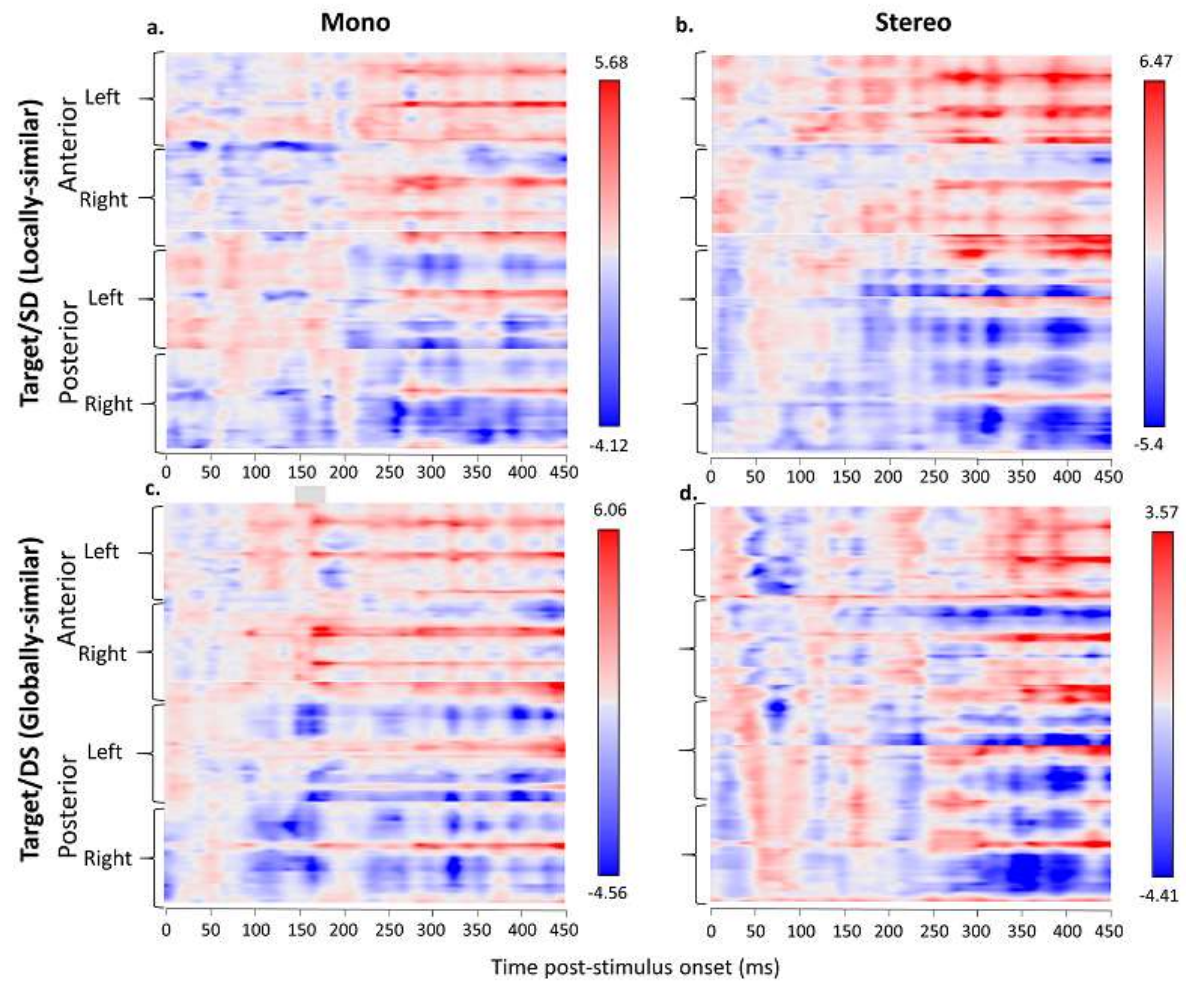 Mono
Stereo
a.
b.
Target/SD (Locally-similar)
Anterior
Posterior
Left
Right
Left
Right
5.68
-4.12
6.47
-5.4
0 50 100 150 200 250 300 350 400 450
0 50 100 150 200 250 300 350 400 450
c.
d.
Target/DS (Globally-similar)
Anterior
Posterior
Left
Right
Left
Right
6.06
-4.56
3.57
-4.41
0 50 100 150 200 250 300 350 400 450
0 50 100 150 200 250 300 350 400 450
Time post-stimulus onset (ms)